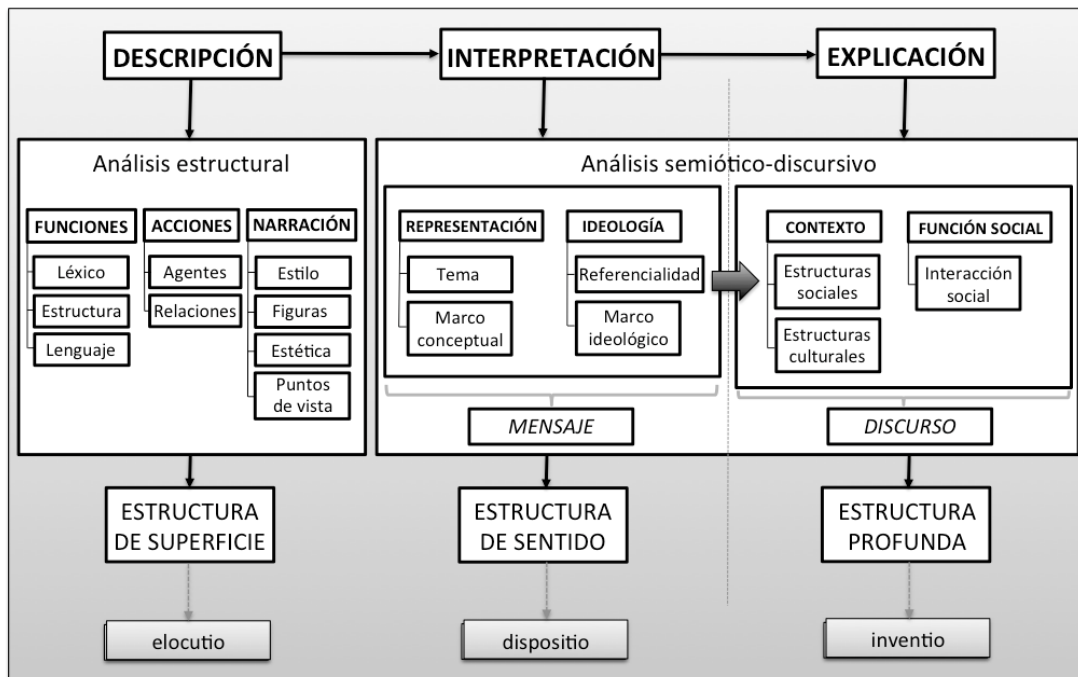 DESCRIPCIÓN
INTERPRETACIÓN
EXPLICACIÓN
Análisis estructural
FUNCIONES
Léxico
Estructura
Lenguaje
ACCIONES
Agentes
Relaciones
NARRACIÓN
Estilo
Figuras
Estética
Puntos
de vista
Análisis semiótico-discursivo
REPRESENTACIÓN
Tema
Marco
conceptual
IDEOLOGÍA
Referencialidad
Marco
ideológico
MENSAJE
CONTEXTO
Estructuras
sociales
Estructuras
culturales
FUNCIÓN SOCIAL
Interacción
social
DISCURSO
ESTRUCTURA
DE SUPERFICIE
ESTRUCTURA
DE SENTIDO
ESTRUCTURA
PROFUNDA
elocutio
dispositio
inventio